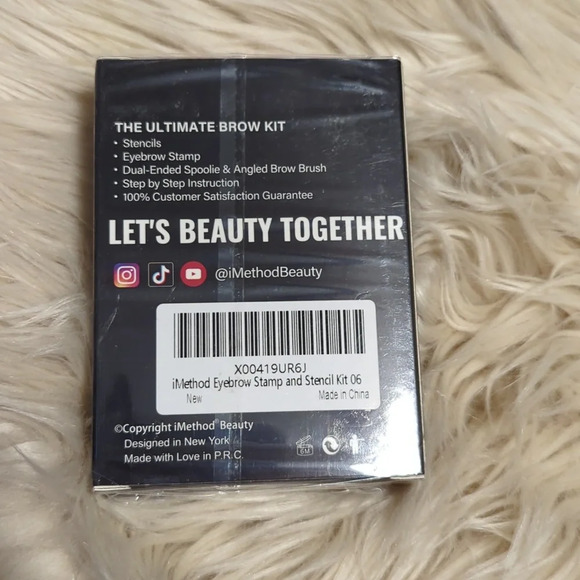 THE ULTIMATE BROW KIT
• Stencils
• Eyebrow Stamp
• Dual-Ended Spoolie & Angled Brow Brush
• Step by Step Instruction
• 100% Customer Satisfaction Guarantee
LET'S BEAUTY TOGETHER
@iMethodBeauty
X00419UR6J
iMethod Eyebrow Stamp and Stencil Kit 06
New Made in China
©Copyright iMethod® Beauty
Designed in New York
Made with Love in P.R.C.
6M